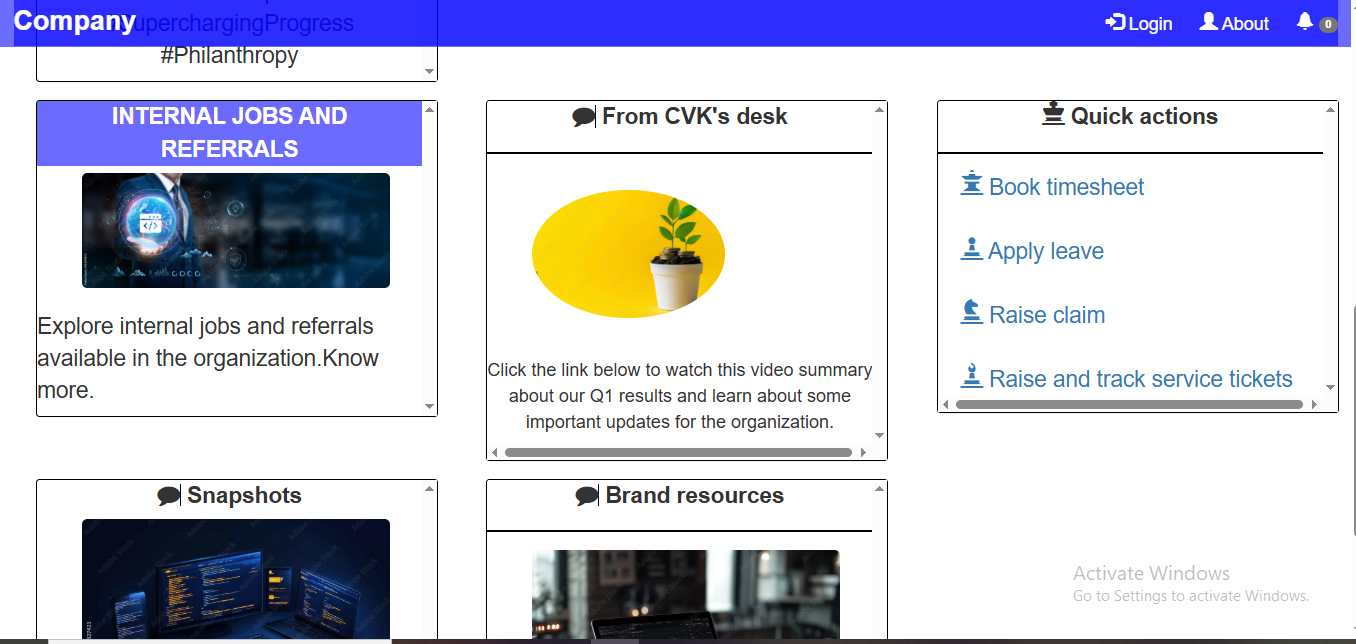 Company
Login
About
0
SuperchargingProgress
#Philanthropy
INTERNAL JOBS AND
REFERRALS
Explore internal jobs and referrals
available in the organization.Know
more.
From CVK's desk
Click the link below to watch this video summary
about our Q1 results and learn about some
important updates for the organization.
Quick actions
Book timesheet
Apply leave
Raise claim
Raise and track service tickets
Snapshots
Brand resources
Activate Windows
Go to Settings to activate Windows.